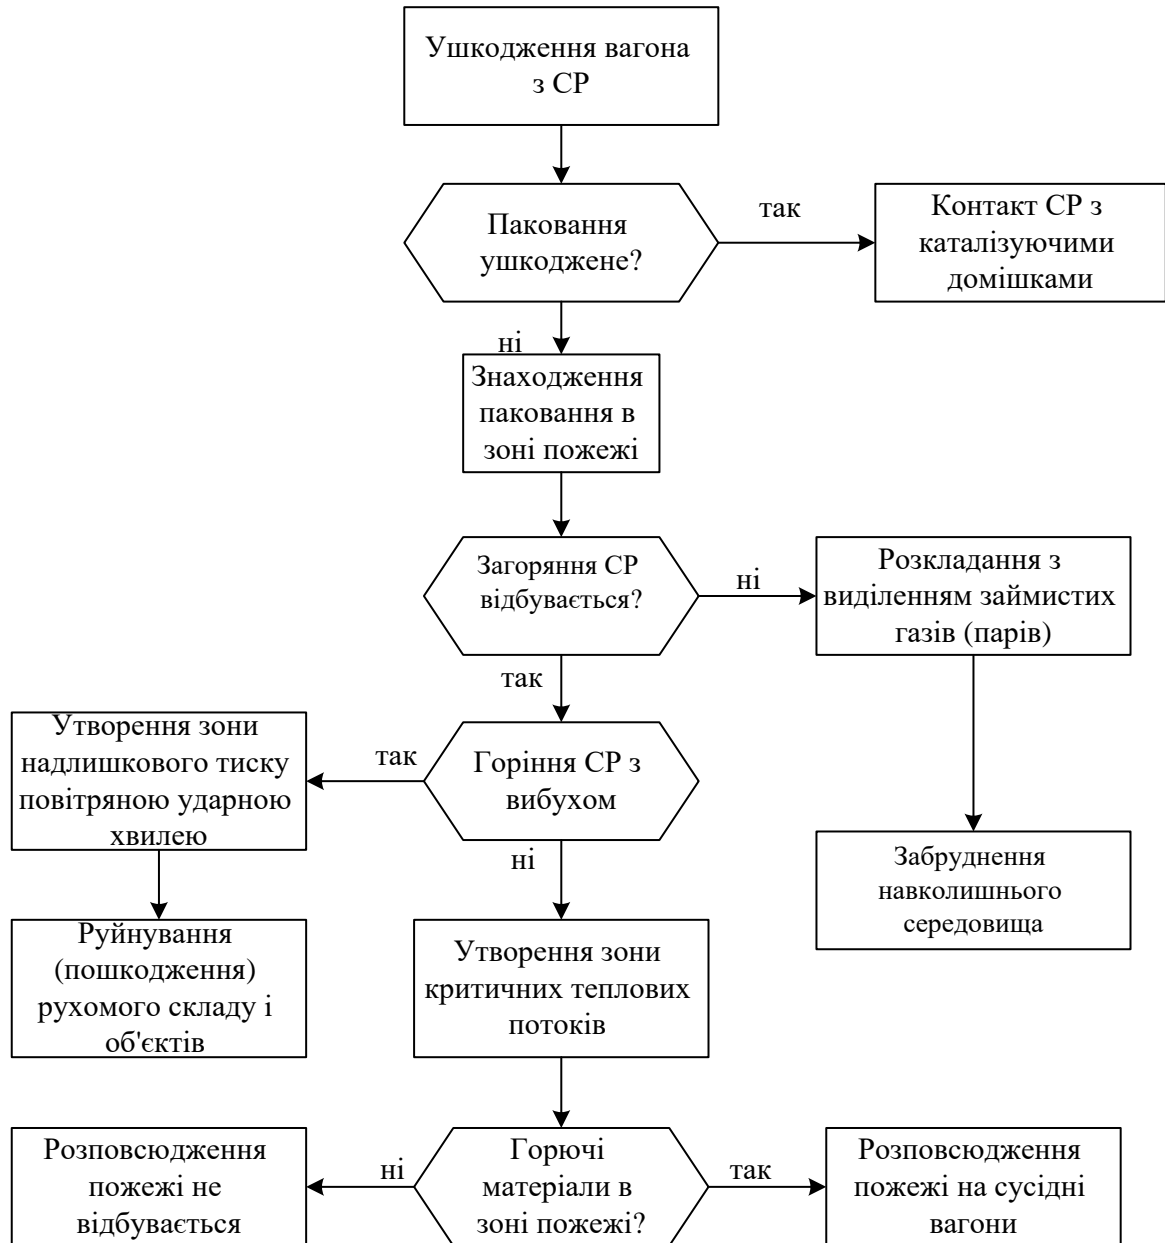 Ушкодження вагона
з СР
Паковання
ушкоджене?
так
Контакт СР з
каталізуючими
домішками
ні
Знаходження
паковання в
зоні пожежі
Загоряння СР
відбувається?
ні
Розкладання з
виділенням займистих
газів (парів)
так
Утворення зони
надлишкового тиску
повітряною ударною
хвилею
так
Горіння СР з
вибухом
ні
Забруднення
навколишнього
середовища
Руйнування
(пошкодження)
рухомого складу і
об'єктів
Утворення зони
критичних теплових
потоків
Розповсюдження
пожежі не
відбувається
ні
Горючі
матеріали в
зоні пожежі?
так
Розповсюдження
пожежі на сусідні
вагони